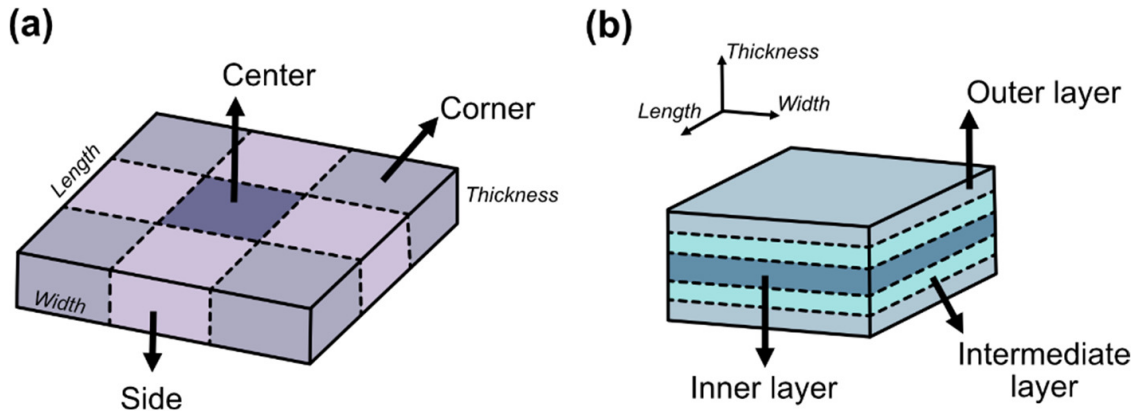 (a)
Center
Corner
Length
Thickness
Width
Side
(b)
Thickness
Length
Width
Outer layer
Inner layer
Intermediate
layer